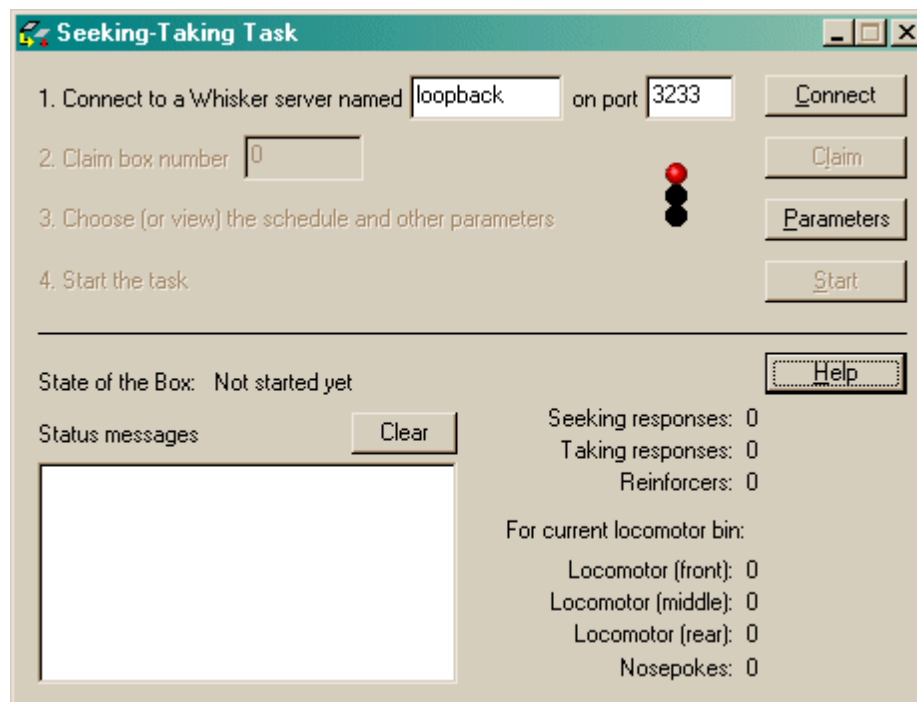 Seeking-Taking Task
1. Connect to a Whisker server named loopback on port 3233 Connect
2. Claim box number 0 Claim
3. Choose (or view) the schedule and other parameters Parameters
4. Start the task Start
State of the Box: Not started yet Help
Status messages Clear
Seeking responses: 0
Taking responses: 0
Reinforcers: 0
For current locomotor bin:
Locomotor (front): 0
Locomotor (middle): 0
Locomotor (rear): 0
Nosepokes: 0